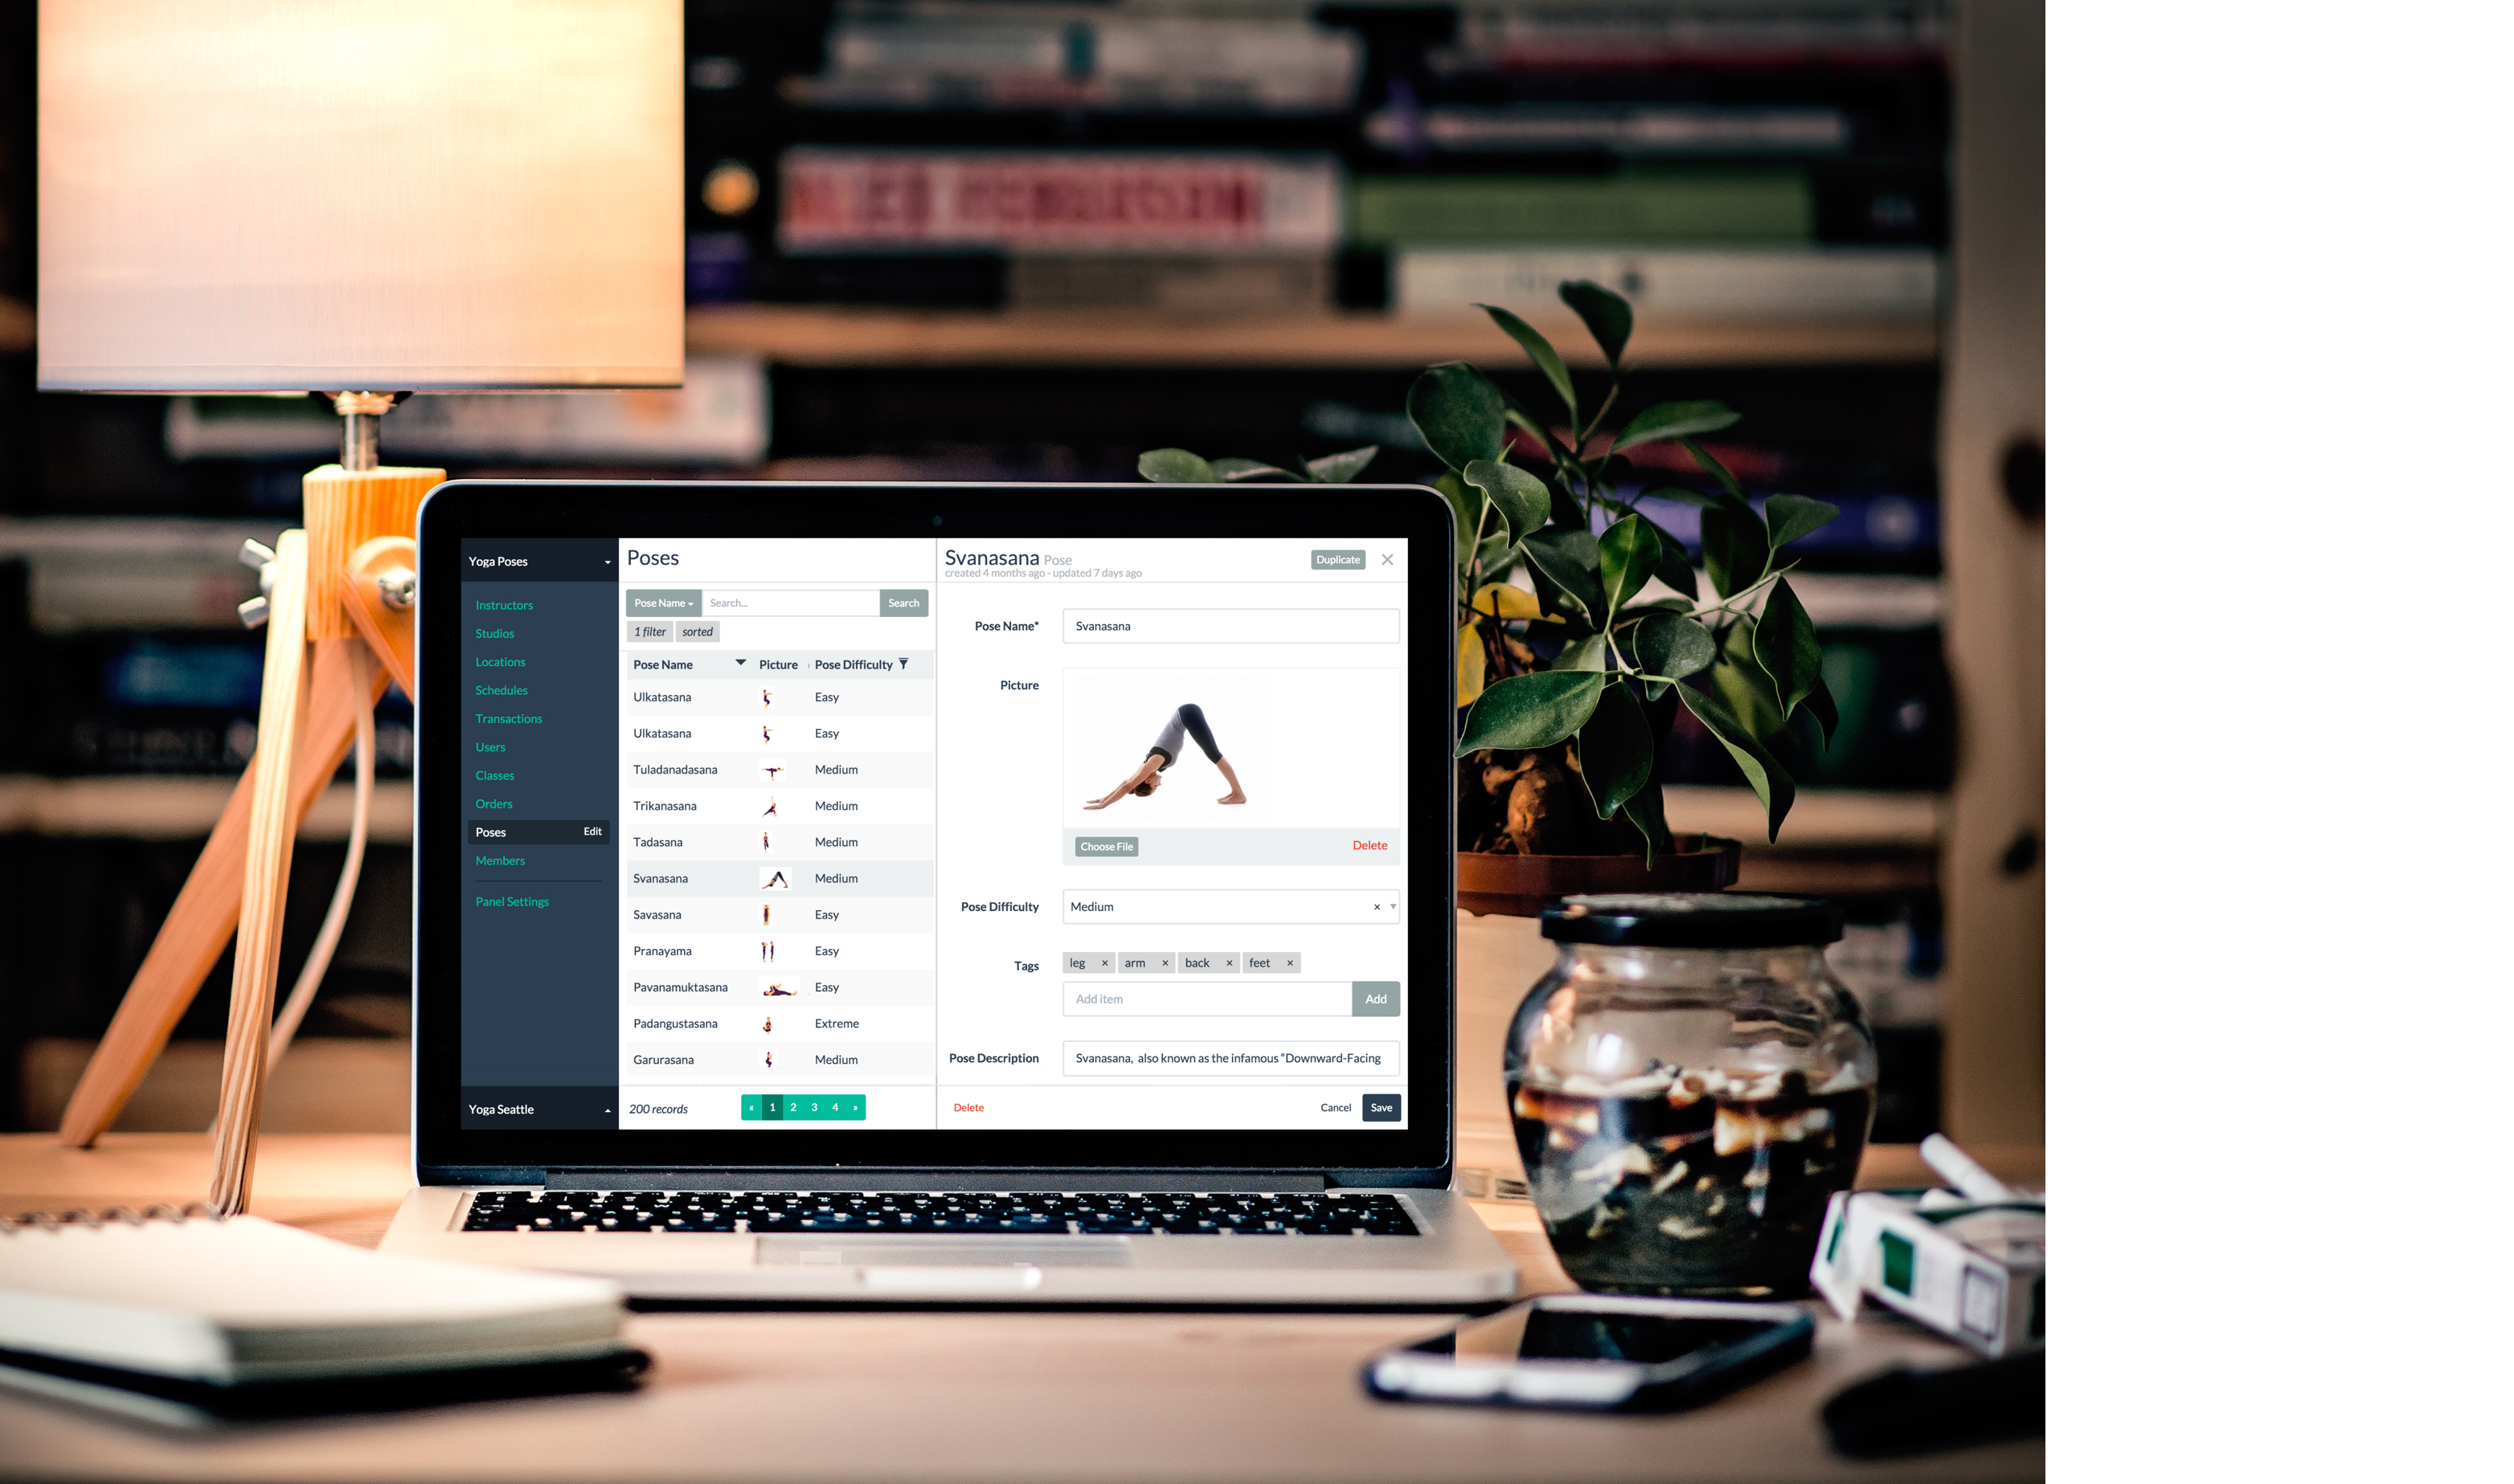 Yoga Poses
Instructors
Studios
Locations
Schedules
Transactions
Users
Classes
Orders
Poses Edit
Members
Panel Settings
Yoga Seattle
Poses
Pose Name Search... Search
1 filter sorted
Pose Name Picture Pose Difficulty
Ulkatasana Easy
Ulkatasana Easy
Tuladanadasana Medium
Trikanasana Medium
Tadasana Medium
Svanasana Medium
Savasana Easy
Pranayama Easy
Pavanamuktasana Easy
Padangustasana Extreme
Garurasana Medium
200 records « 1 2 3 4 »
Svanasana Pose Duplicate ×
created 4 months ago - updated 7 days ago
Pose Name* Svanasana
Picture
Choose File Delete
Pose Difficulty Medium ×
Tags leg × arm × back × feet ×
Add item Add
Pose Description Svanasana, also known as the infamous “Downward-Facing
Delete Cancel Save